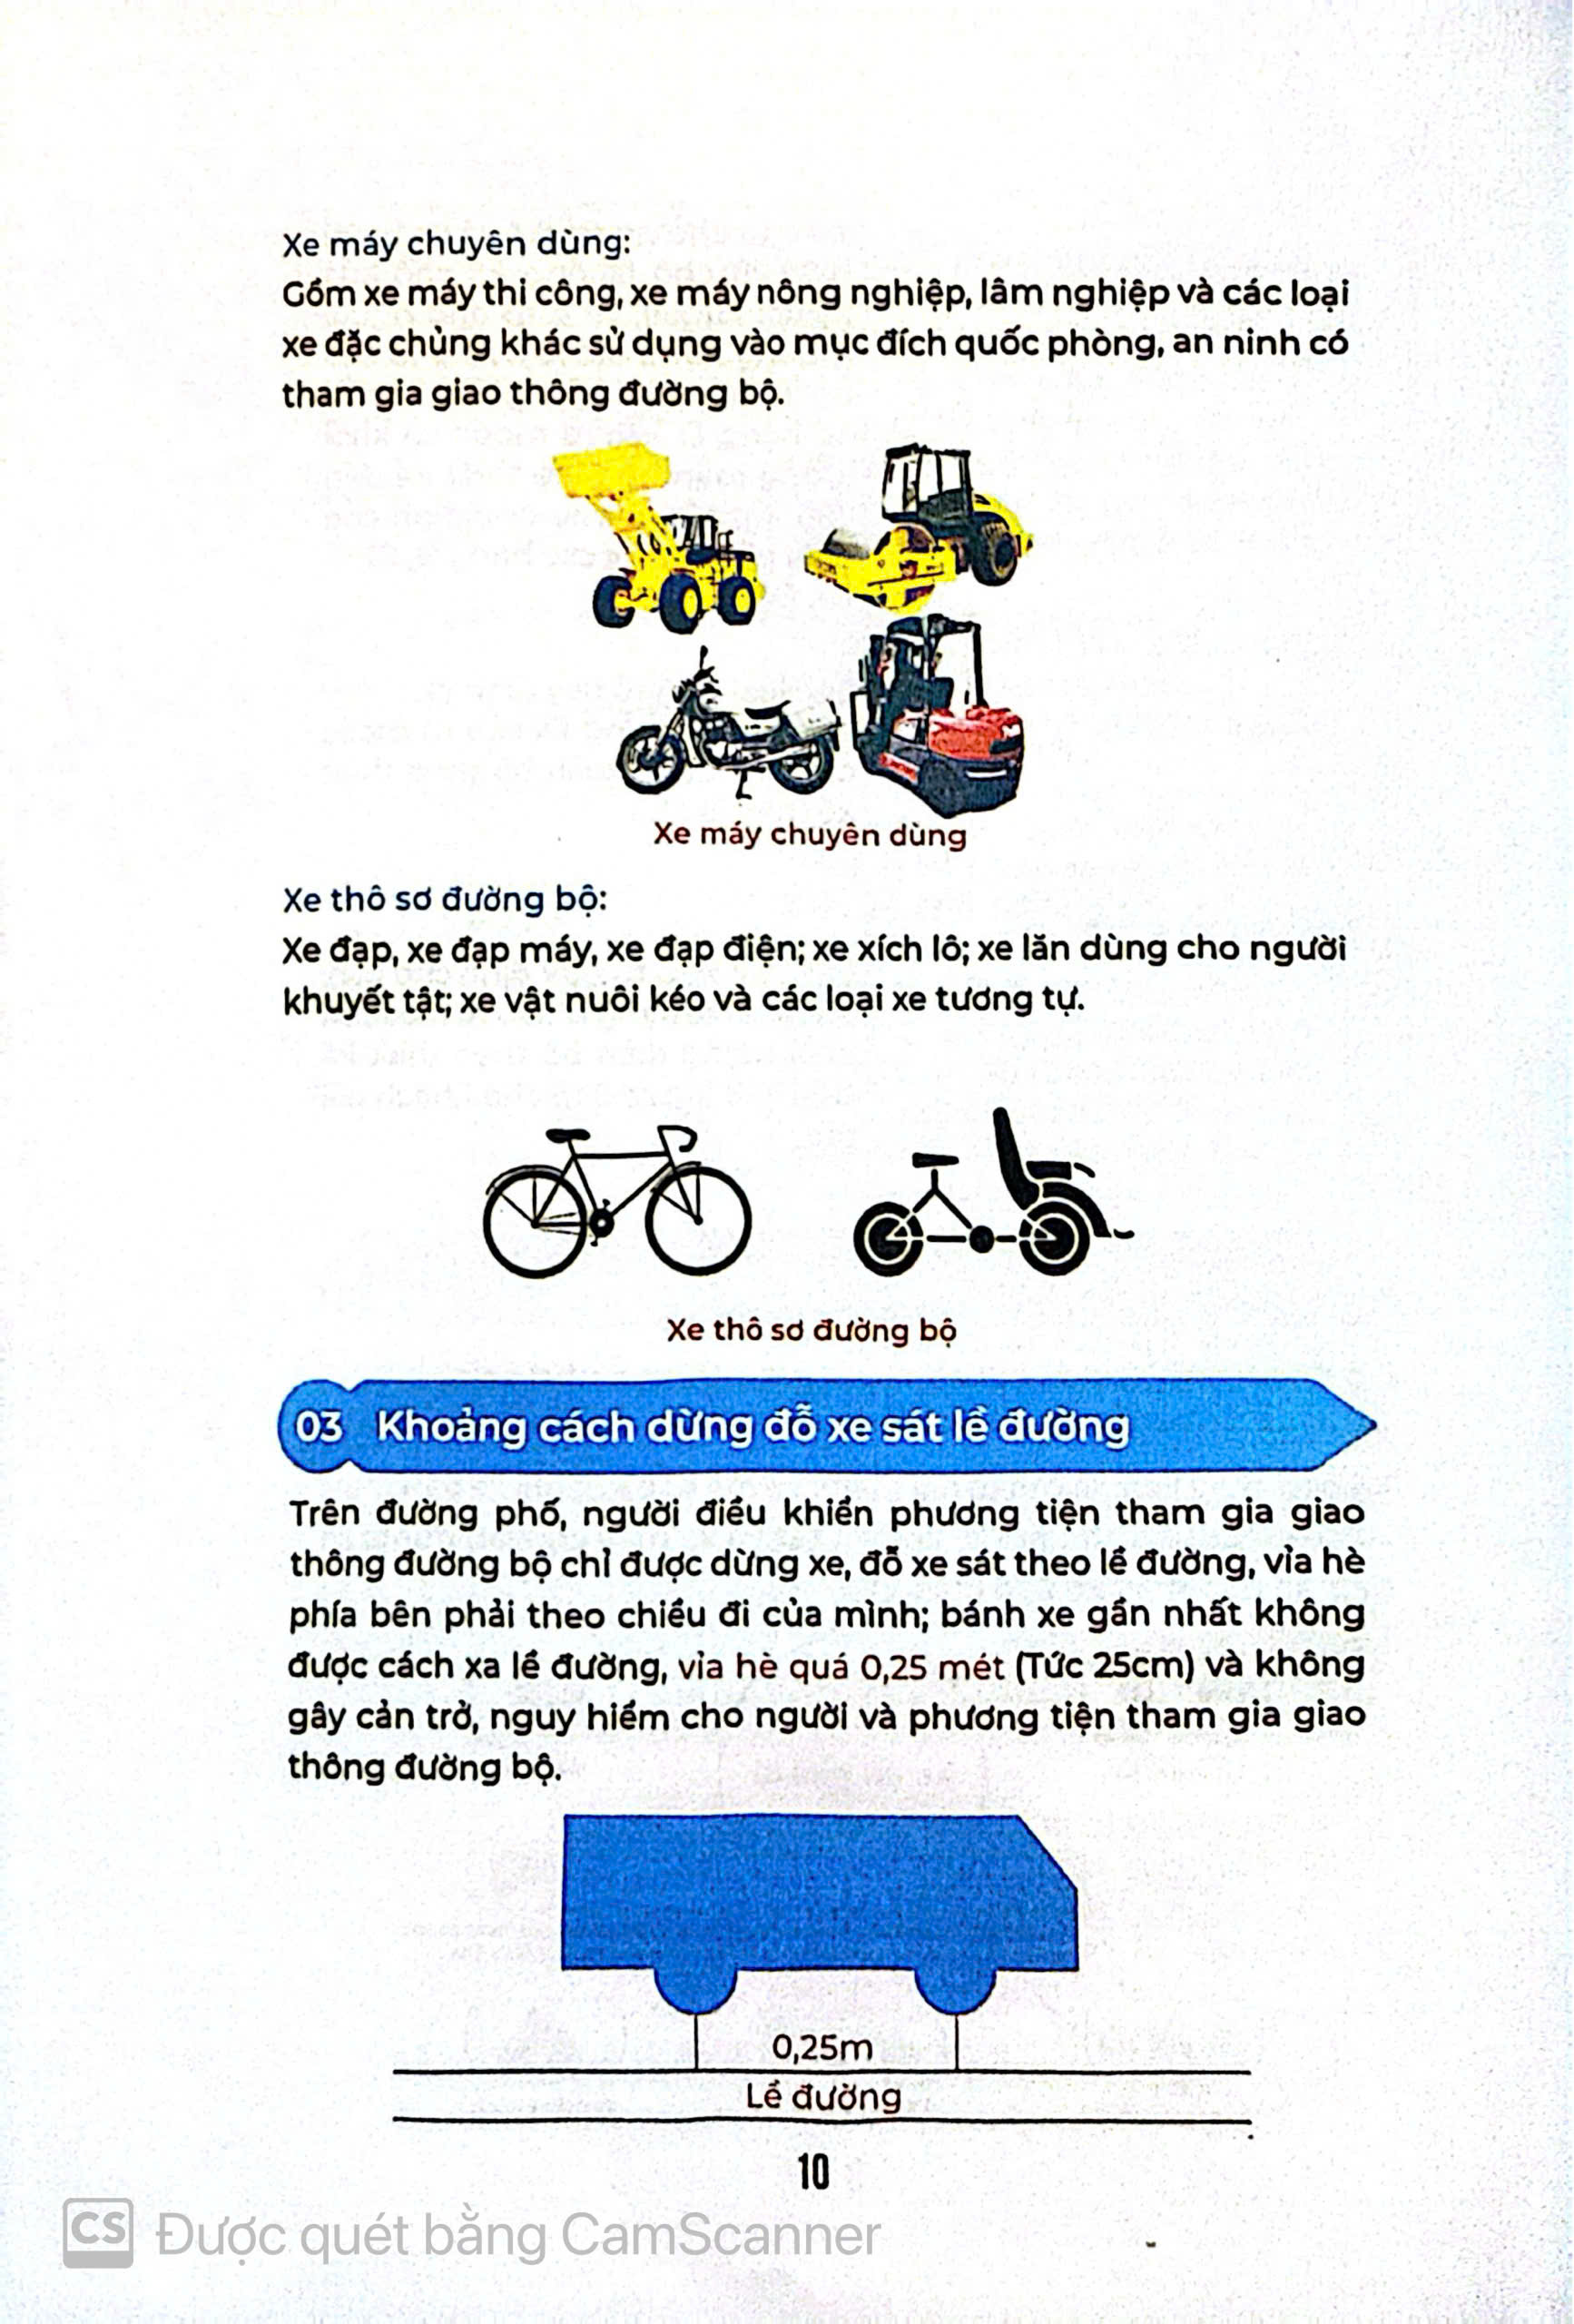 Xe máy chuyên dùng:
Gồm xe máy thi công, xe máy nông nghiệp, lâm nghiệp và các loại
xe đặc chủng khác sử dụng vào mục đích quốc phòng, an ninh có
tham gia giao thông đường bộ.
Xe máy chuyên dùng
Xe thô sơ đường bộ:
Xe đạp, xe đạp máy, xe đạp điện; xe xích lô; xe lăn dùng cho người
khuyết tật; xe vật nuôi kéo và các loại xe tương tự.
Xe thô sơ đường bộ
03 Khoảng cách dừng đỗ xe sát lề đường
Trên đường phố, người điều khiển phương tiện tham gia giao
thông đường bộ chỉ được dừng xe, đỗ xe sát theo lề đường, vỉa hè
phía bên phải theo chiều đi của mình; bánh xe gần nhất không
được cách xa lề đường, vỉa hè quá 0,25 mét (Tức 25cm) và không
gây cản trở, nguy hiểm cho người và phương tiện tham gia giao
thông đường bộ.
0,25m
Lề đường
10
CS Được quét bằng CamScanner